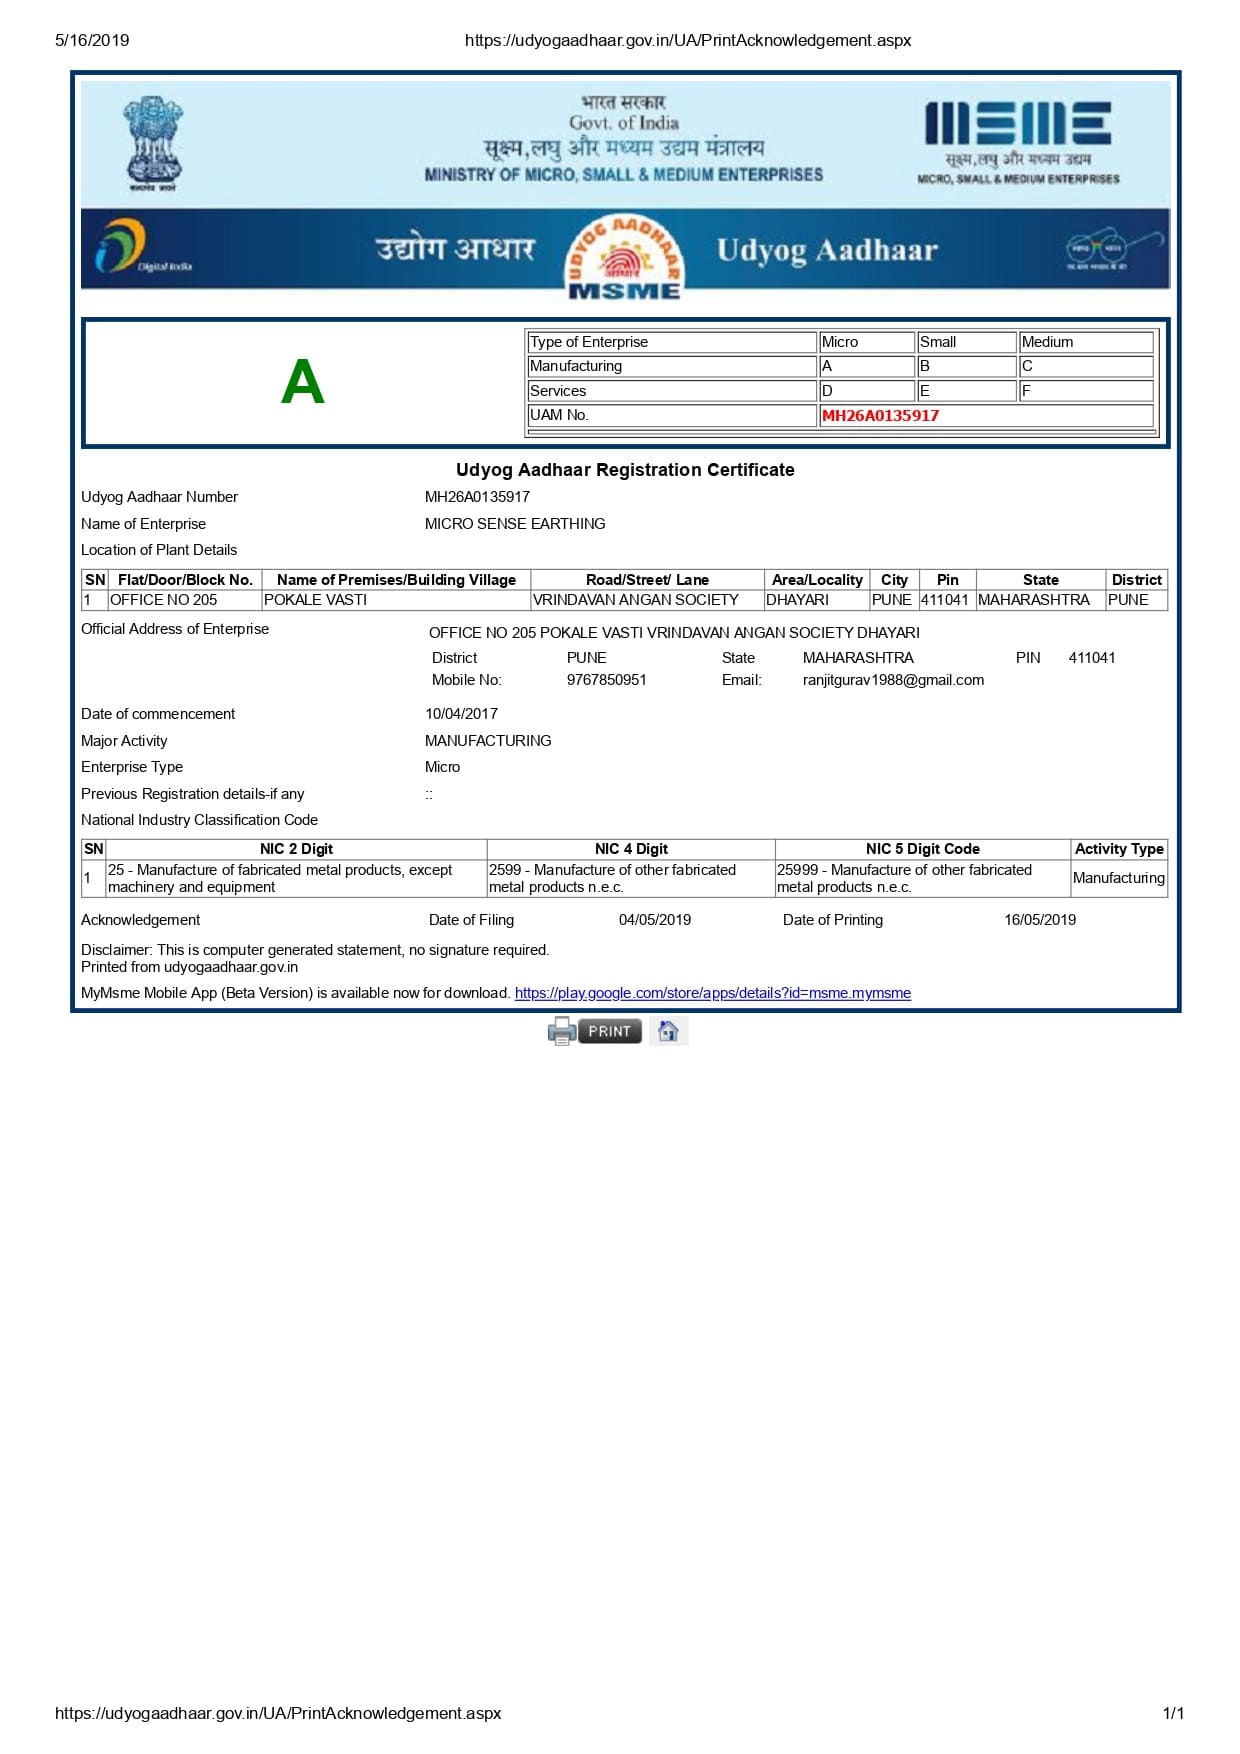 5/16/2019 https://udyogaadhaar.gov.in/UA/PrintAcknowledgement.aspx
भारत सरकार
Govt. of India
सूक्ष्म,लघु और मध्यम उद्यम मंत्रालय
MINISTRY OF MICRO, SMALL & MEDIUM ENTERPRISES
सत्यमेव जयते
MSME
सूक्ष्म,लघु और मध्यम उद्यम
MICRO, SMALL & MEDIUM ENTERPRISES
Digital India
उद्योग आधार
UDYOG AADHAAR
आधार
MSME
Udyog Aadhaar
A
Type of Enterprise Micro Small Medium
Manufacturing A B C
Services D E F
UAM No. MH26A0135917
Udyog Aadhaar Registration Certificate
Udyog Aadhaar Number MH26A0135917
Name of Enterprise MICRO SENSE EARTHING
Location of Plant Details
SN Flat/Door/Block No. Name of Premises/Building Village Road/Street/ Lane Area/Locality City Pin State District
1 OFFICE NO 205 POKALE VASTI VRINDAVAN ANGAN SOCIETY DHAYARI PUNE 411041 MAHARASHTRA PUNE
Official Address of Enterprise OFFICE NO 205 POKALE VASTI VRINDAVAN ANGAN SOCIETY DHAYARI
District PUNE State MAHARASHTRA PIN 411041
Mobile No: 9767850951 Email: ranjitgurav1988@gmail.com
Date of commencement 10/04/2017
Major Activity MANUFACTURING
Enterprise Type Micro
Previous Registration details-if any ::
National Industry Classification Code
SN NIC 2 Digit NIC 4 Digit NIC 5 Digit Code Activity Type
1 25 - Manufacture of fabricated metal products, except 2599 - Manufacture of other fabricated 25999 - Manufacture of other fabricated Manufacturing
machinery and equipment metal products n.e.c. metal products n.e.c.
Acknowledgement Date of Filing 04/05/2019 Date of Printing 16/05/2019
Disclaimer: This is computer generated statement, no signature required.
Printed from udyogaadhaar.gov.in
MyMsme Mobile App (Beta Version) is available now for download. https://play.google.com/store/apps/details?id=msme.mymsme
PRINT
https://udyogaadhaar.gov.in/UA/PrintAcknowledgement.aspx 1/1